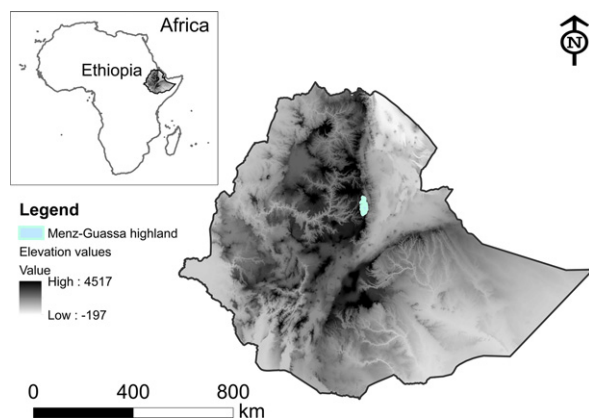 Africa
Ethiopia
N
Legend
Menz-Guassa highland
Elevation values
Value
High : 4517
Low : -197
0 400 800
km